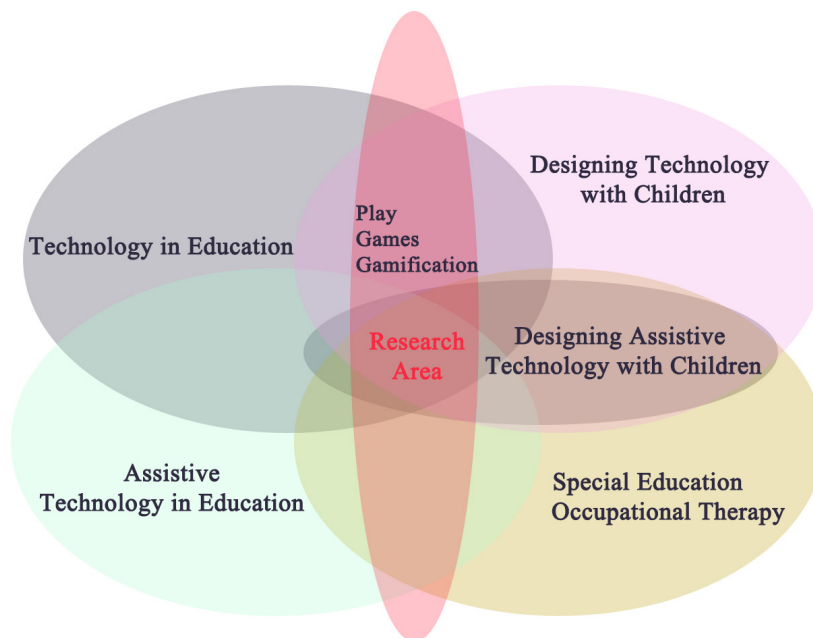 Designing Technology
with Children
Play
Games
Gamification
Technology in Education
Research
Area
Designing Assistive
Technology with Children
Assistive
Technology in Education
Special Education
Occupational Therapy